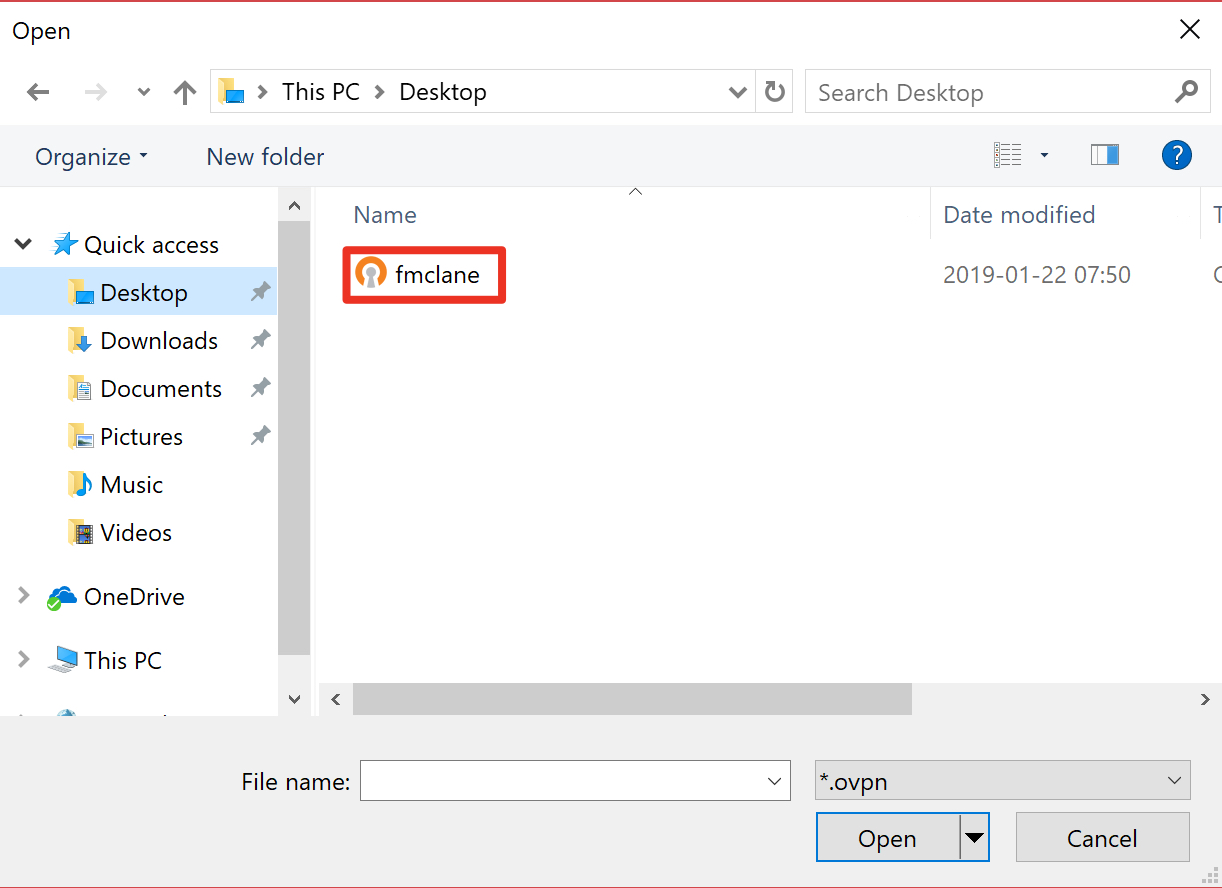 Open
This PC > Desktop
Search Desktop
Organize
New folder
?
Name
Date modified
Quick access
fmclane
2019-01-22 07:50
Desktop
Downloads
Documents
Pictures
Music
Videos
OneDrive
This PC
File name:
*.ovpn
Open
Cancel